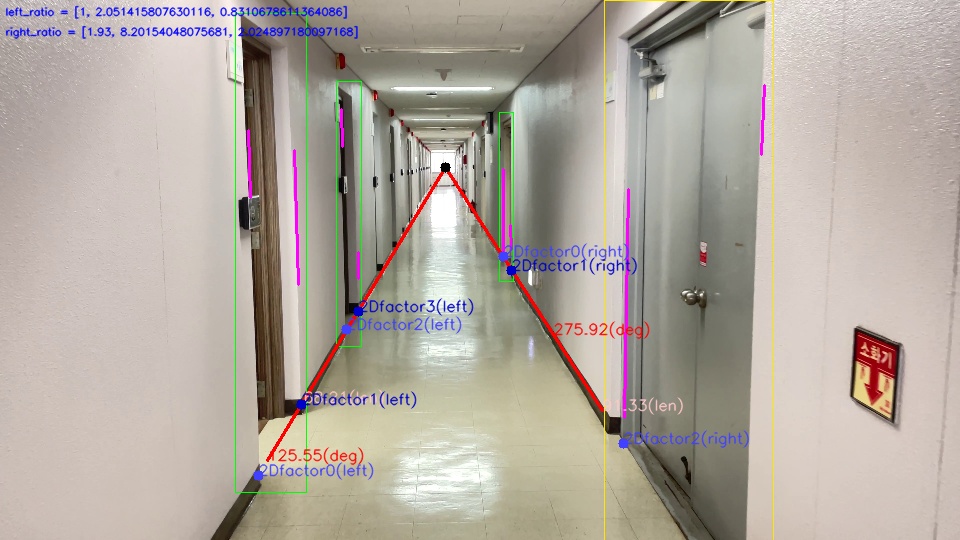 left_ratio = [1, 2.051415807630116, 0.8310678611364086]
right_ratio = [1.93, 8.20154048075681, 2.024897180097168]
2Dfactor0(right)
2Dfactor1(right)
2Dfactor3(left)
2Dfactor2(left)
275.92(deg)
소화기
2Dfactor1(left)
.33(len)
2Dfactor2(right)
125.55(deg)
2Dfactor0(left)